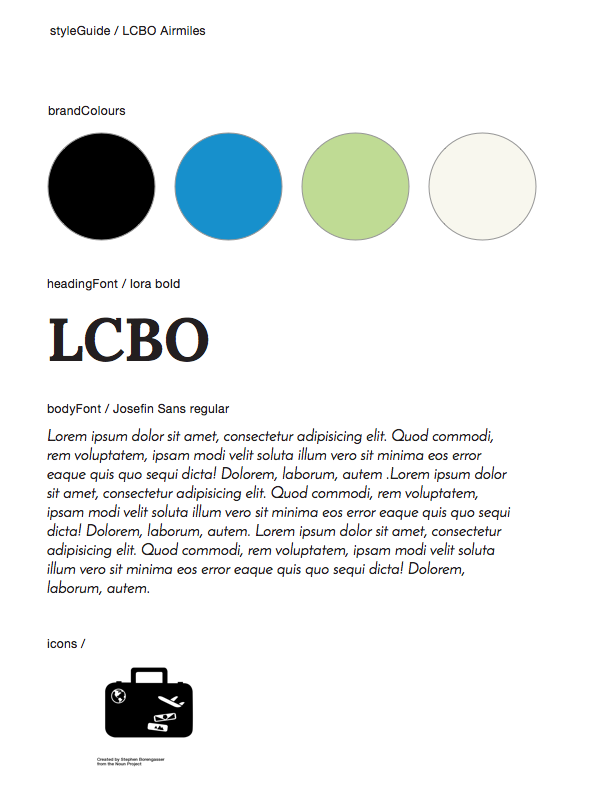 styleGuide / LCBO Airmiles
brandColours
headingFont / lora bold
LCBO
bodyFont / Josefin Sans regular
Lorem ipsum dolor sit amet, consectetur adipisicing elit. Quod commodi,
rem voluptatem, ipsam modi velit soluta illum vero sit minima eos error
eaque quis quo sequi dicta! Dolorem, laborum, autem .Lorem ipsum dolor
sit amet, consectetur adipisicing elit. Quod commodi, rem voluptatem,
ipsam modi velit soluta illum vero sit minima eos error eaque quis quo sequi
dicta! Dolorem, laborum, autem. Lorem ipsum dolor sit amet, consectetur
adipisicing elit. Quod commodi, rem voluptatem, ipsam modi velit soluta
illum vero sit minima eos error eaque quis quo sequi dicta! Dolorem,
laborum, autem.
icons /
Created by Stephen Borengasser
from the Noun Project